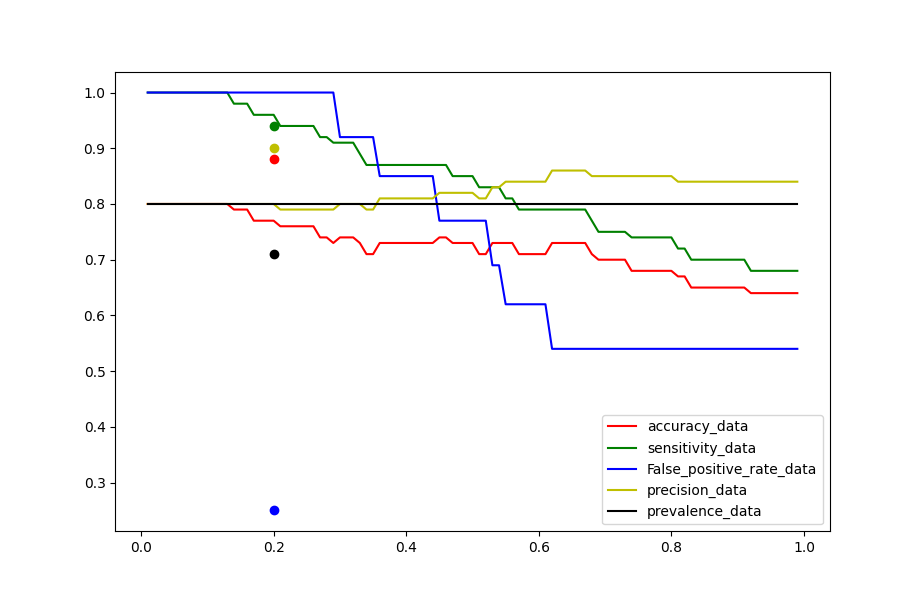 1.0
0.9
0.8
0.7
0.6
0.5
0.4
0.3
0.0 0.2 0.4 0.6 0.8 1.0
accuracy_data
sensitivity_data
False_positive_rate_data
precision_data
prevalence_data